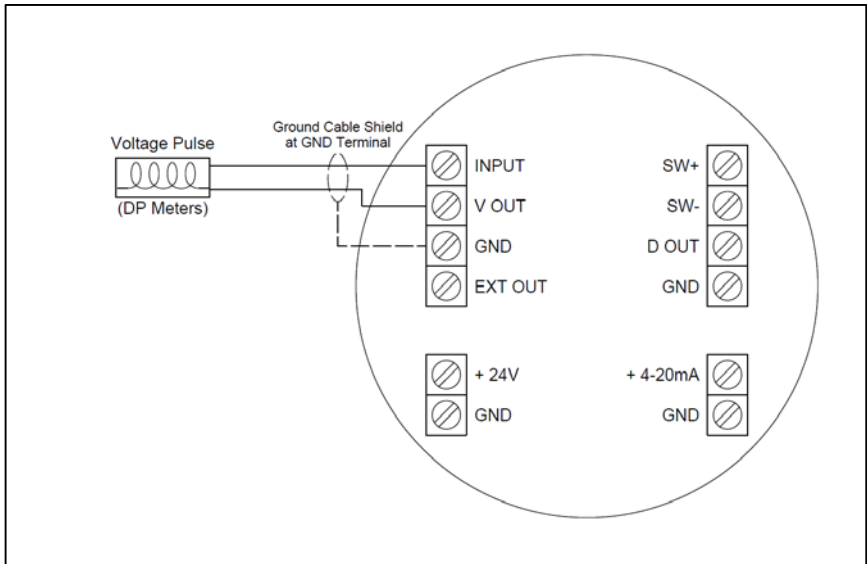 Voltage Pulse
(DP Meters)
Ground Cable Shield
at GND Terminal
INPUT
V OUT
GND
EXT OUT
+ 24V
GND
SW+
SW-
D OUT
GND
+ 4-20mA
GND